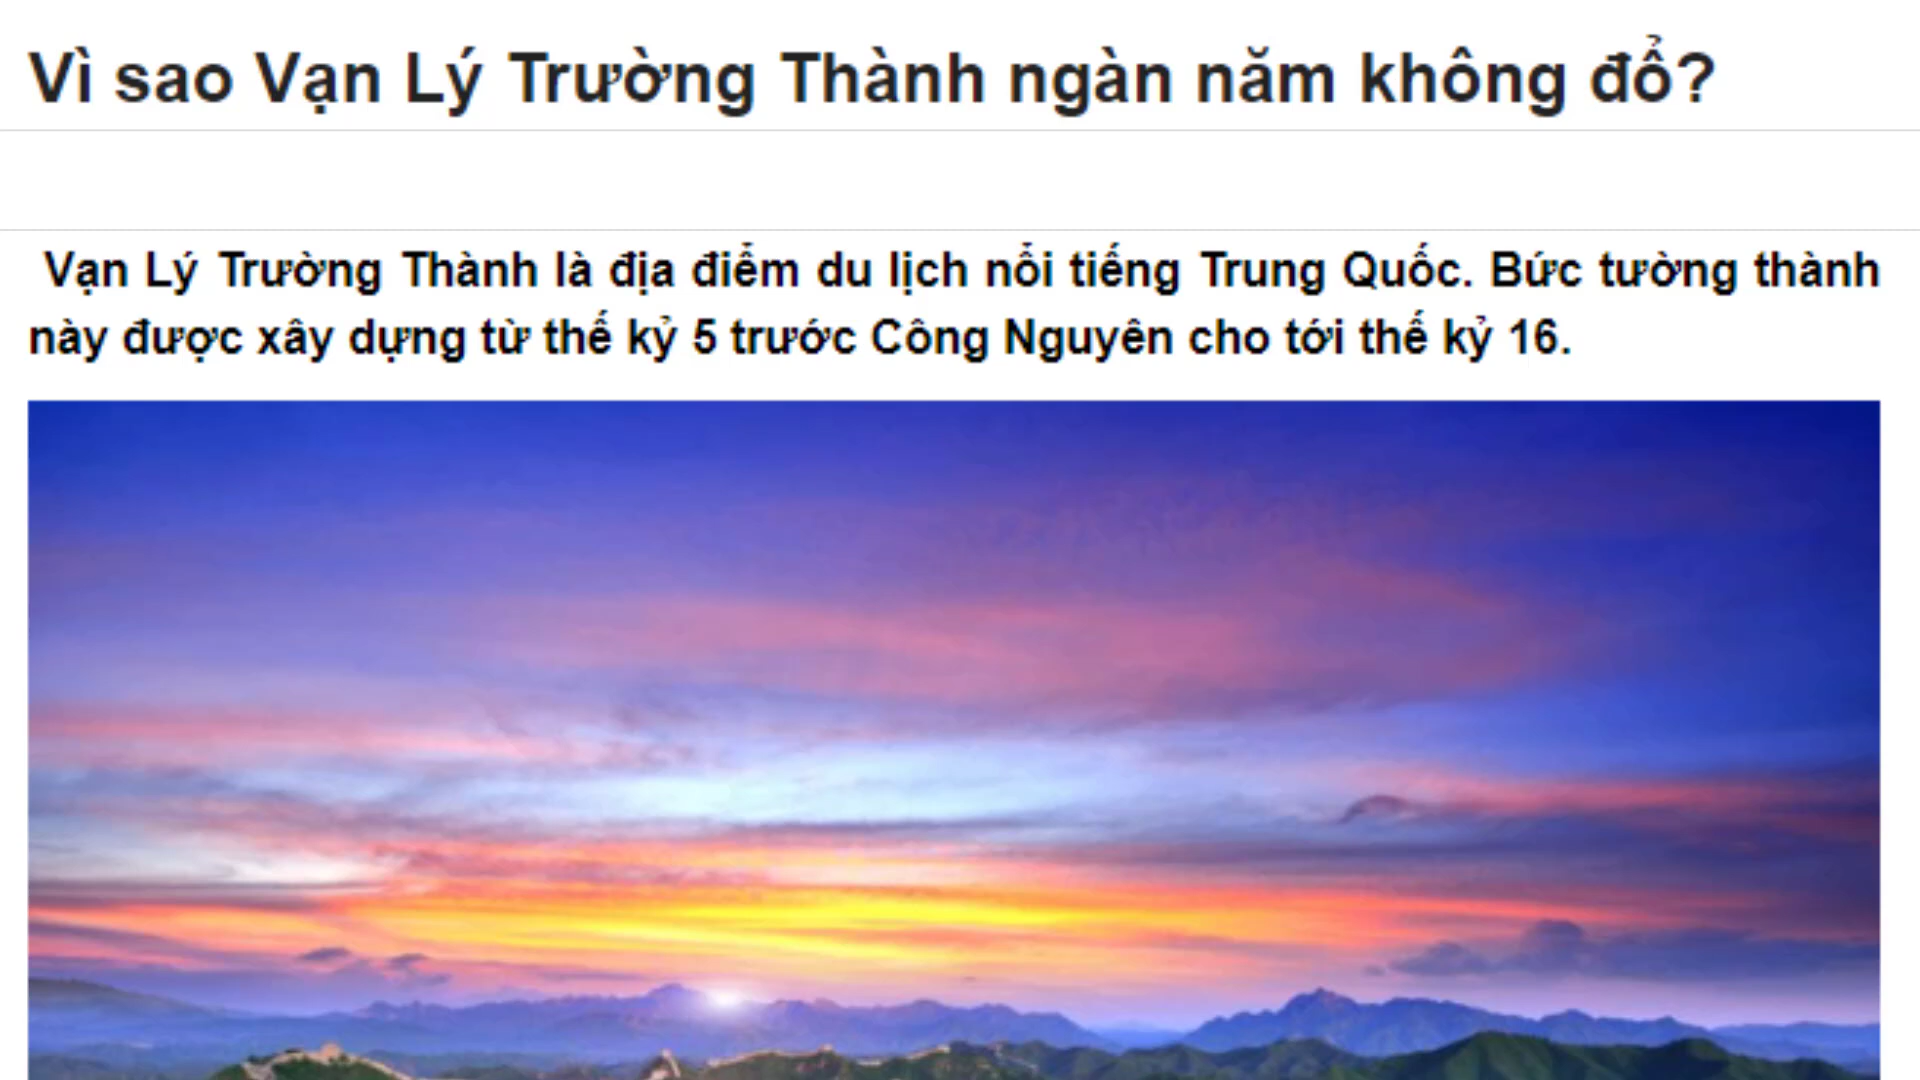 Vì sao Vạn Lý Trường Thành ngàn năm không đổ?
Vạn Lý Trường Thành là địa điểm du lịch nổi tiếng Trung Quốc. Bức tường thành
này được xây dựng từ thế kỷ 5 trước Công Nguyên cho tới thế kỷ 16.